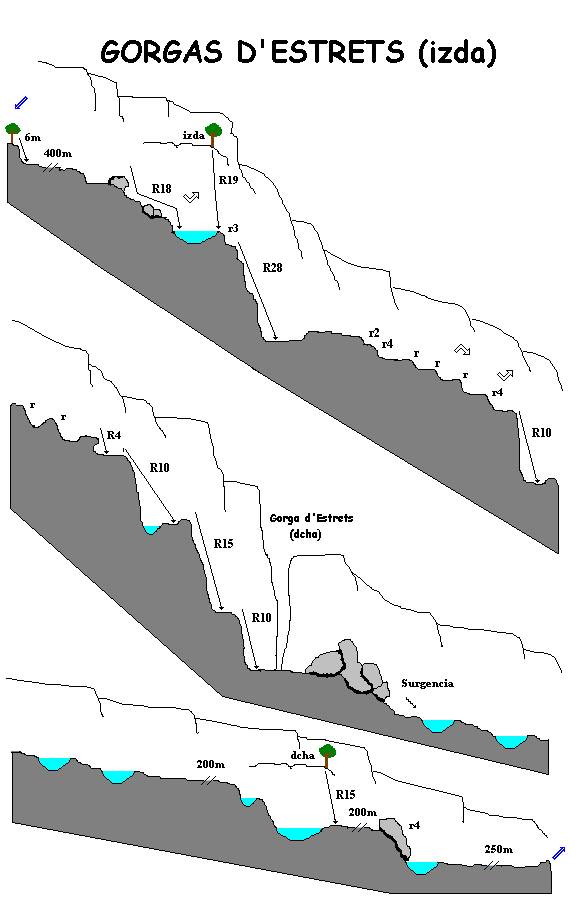 GORGAS D'ESTRETS (izda)
6m
400m
izda
R18
R19
r3
R28
r2
r4
r
r
r
r4
R10
r
r
R4
R10
R15
R10
Gorga d'Estrets
(dcha)
Surgencia
200m
dcha
R15
200m
r4
250m